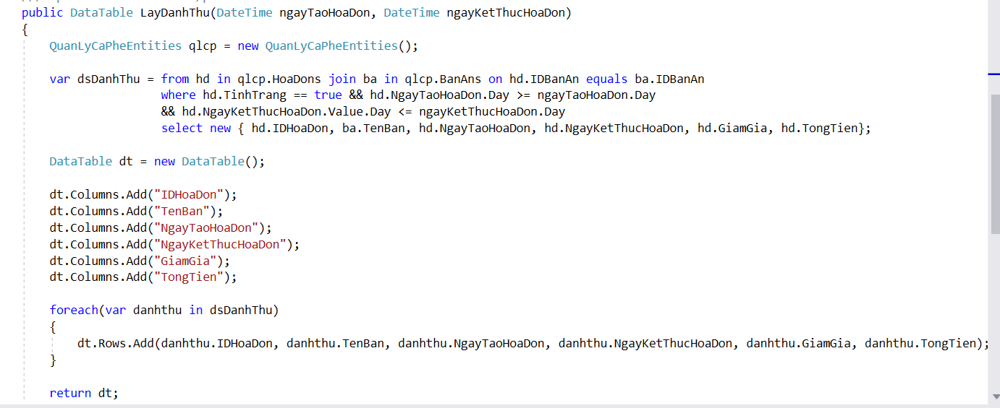 public DataTable LayDanhThu(DateTime ngayTaoHoaDon, DateTime ngayKetThucHoaDon)
{
QuanLyCaPheEntities qlcp = new QuanLyCaPheEntities();
var dsDanhThu = from hd in qlcp.HoaDons join ba in qlcp.BanAns on hd.IDBanAn equals ba.IDBanAn
where hd.TinhTrang == true && hd.NgayTaoHoaDon.Day >= ngayTaoHoaDon.Day
&& hd.NgayKetThucHoaDon.Value.Day <= ngayKetThucHoaDon.Day
select new { hd.IDHoaDon, ba.TenBan, hd.NgayTaoHoaDon, hd.NgayKetThucHoaDon, hd.GiamGia, hd.TongTien};
DataTable dt = new DataTable();
dt.Columns.Add("IDHoaDon");
dt.Columns.Add("TenBan");
dt.Columns.Add("NgayTaoHoaDon");
dt.Columns.Add("NgayKetThucHoaDon");
dt.Columns.Add("GiamGia");
dt.Columns.Add("TongTien");
foreach(var danhthu in dsDanhThu)
{
dt.Rows.Add(danhthu.IDHoaDon, danhthu.TenBan, danhthu.NgayTaoHoaDon, danhthu.NgayKetThucHoaDon, danhthu.GiamGia, danhthu.TongTien);
}
return dt;